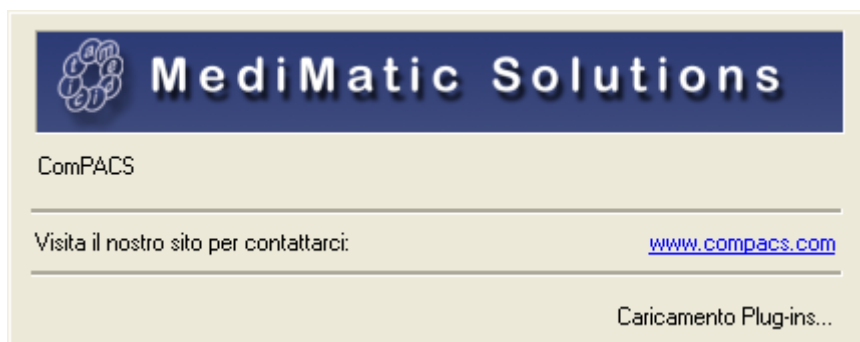 MediMatic Solutions
ComPACS
Visita il nostro sito per contattarci: www.compacs.com
Caricamento Plug-ins...